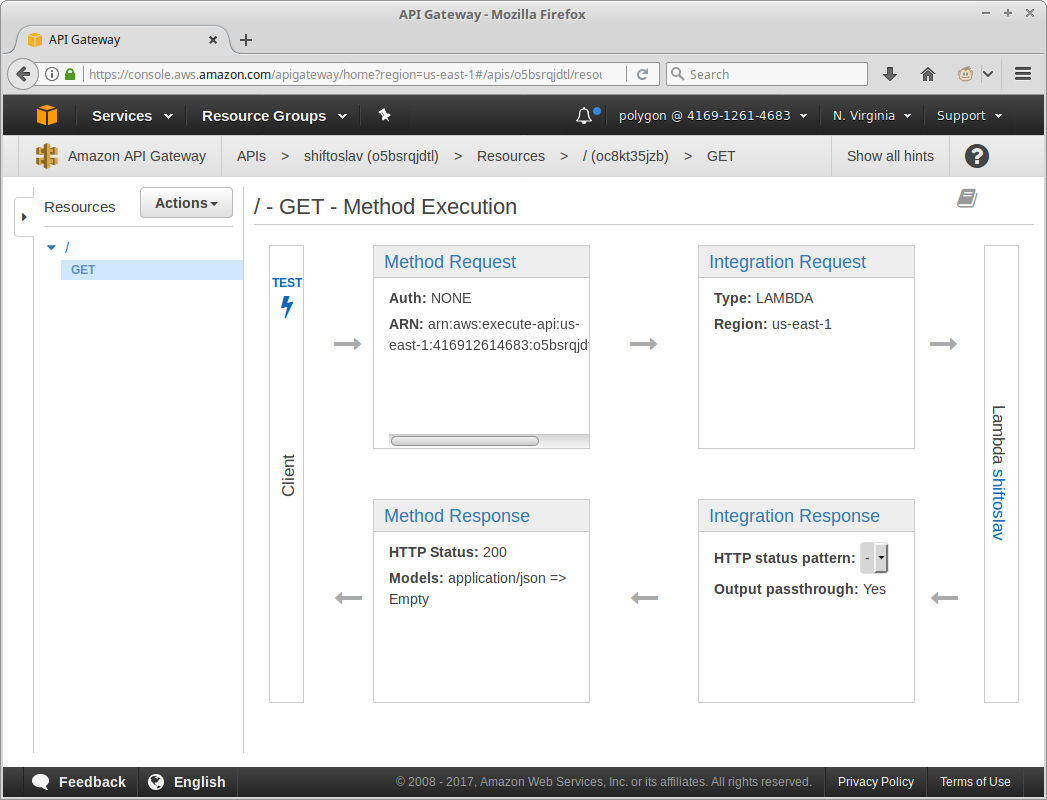 API Gateway - Mozilla Firefox
API Gateway
https://console.aws.amazon.com/apigateway/home?region=us-east-1#/apis/o5bsrqjdtl/resou
Search
Services
Resource Groups
polygon @ 4169-1261-4683
N. Virginia
Support
Amazon API Gateway
APIs > shiftoslav (o5bsrqjdtl) > Resources > / (oc8kt35jzb) > GET
Show all hints
Resources
Actions
/
GET
/ - GET - Method Execution
TEST
Client
Method Request
Auth: NONE
ARN: arn:aws:execute-api:us-
east-1:416912614683:o5bsrqjdt
Integration Request
Type: LAMBDA
Region: us-east-1
Lambda shiftoslav
Method Response
HTTP Status: 200
Models: application/json =>
Empty
Integration Response
HTTP status pattern: -
Output passthrough: Yes
Feedback
English
© 2008 - 2017, Amazon Web Services, Inc. or its affiliates. All rights reserved.
Privacy Policy
Terms of Use